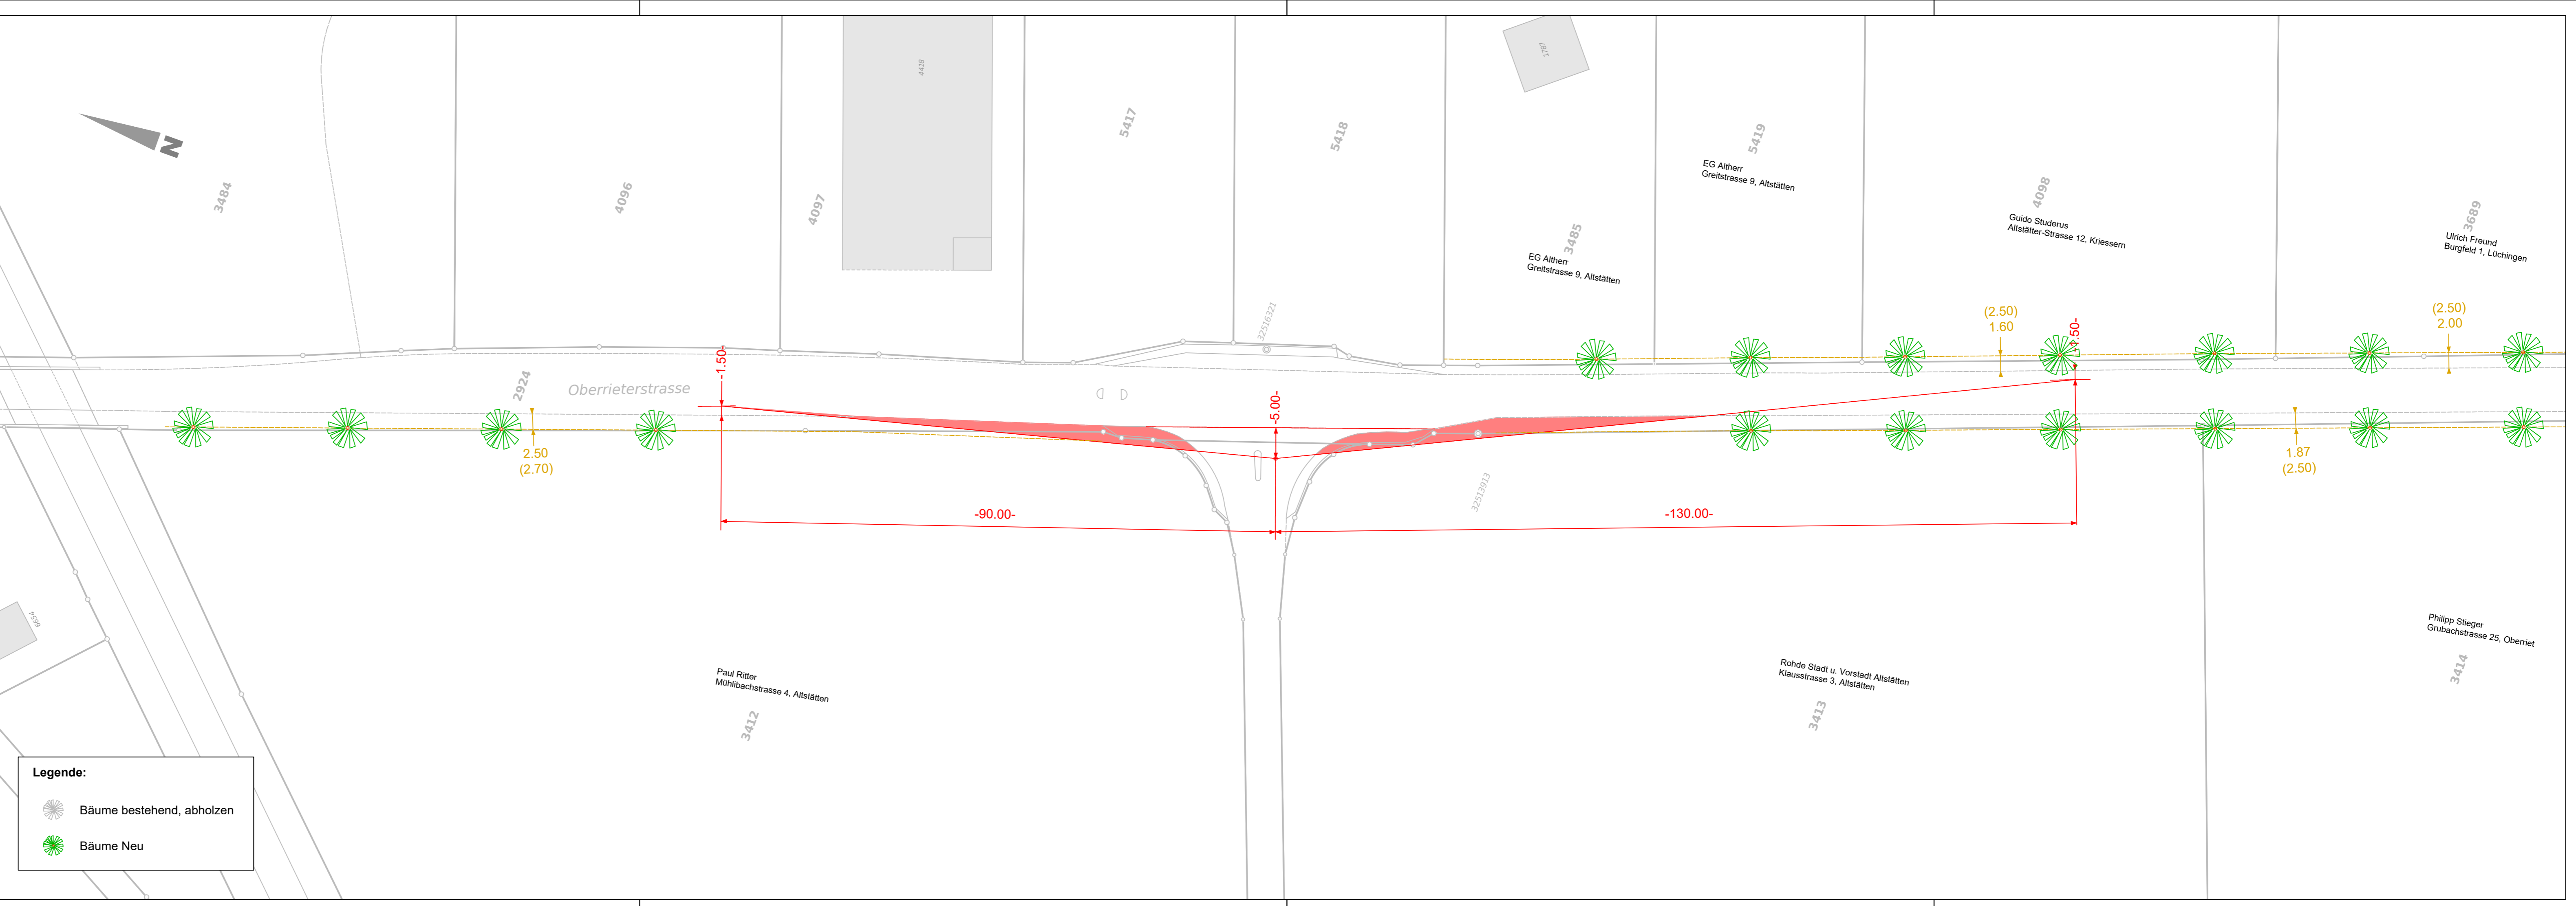 4418
1787
N
3484
4096
4097
5417
5418
5419
EG Altherr
Greitstrasse 9, Altstätten
3485
EG Altherr
Greitstrasse 9, Altstätten
4098
Guido Studerus
Altstätter-Strasse 12, Kriessern
3689
Ulrich Freund
Burgfeld 1, Lüchingen
32516321
(2.50)
1.60
(2.50)
2.00
-1.50-
2924
Oberrieterstrasse
-5.00-
2.50
(2.70)
1.87
(2.50)
32513913
-90.00-
-130.00-
Paul Ritter
Mühlibachstrasse 4, Altstätten
3412
Rohde Stadt u. Vorstadt Altstätten
Klausstrasse 3, Altstätten
3413
Philipp Stieger
Grubachstrasse 25, Oberriet
3414
Legende:
Bäume bestehend, abholzen
Bäume Neu